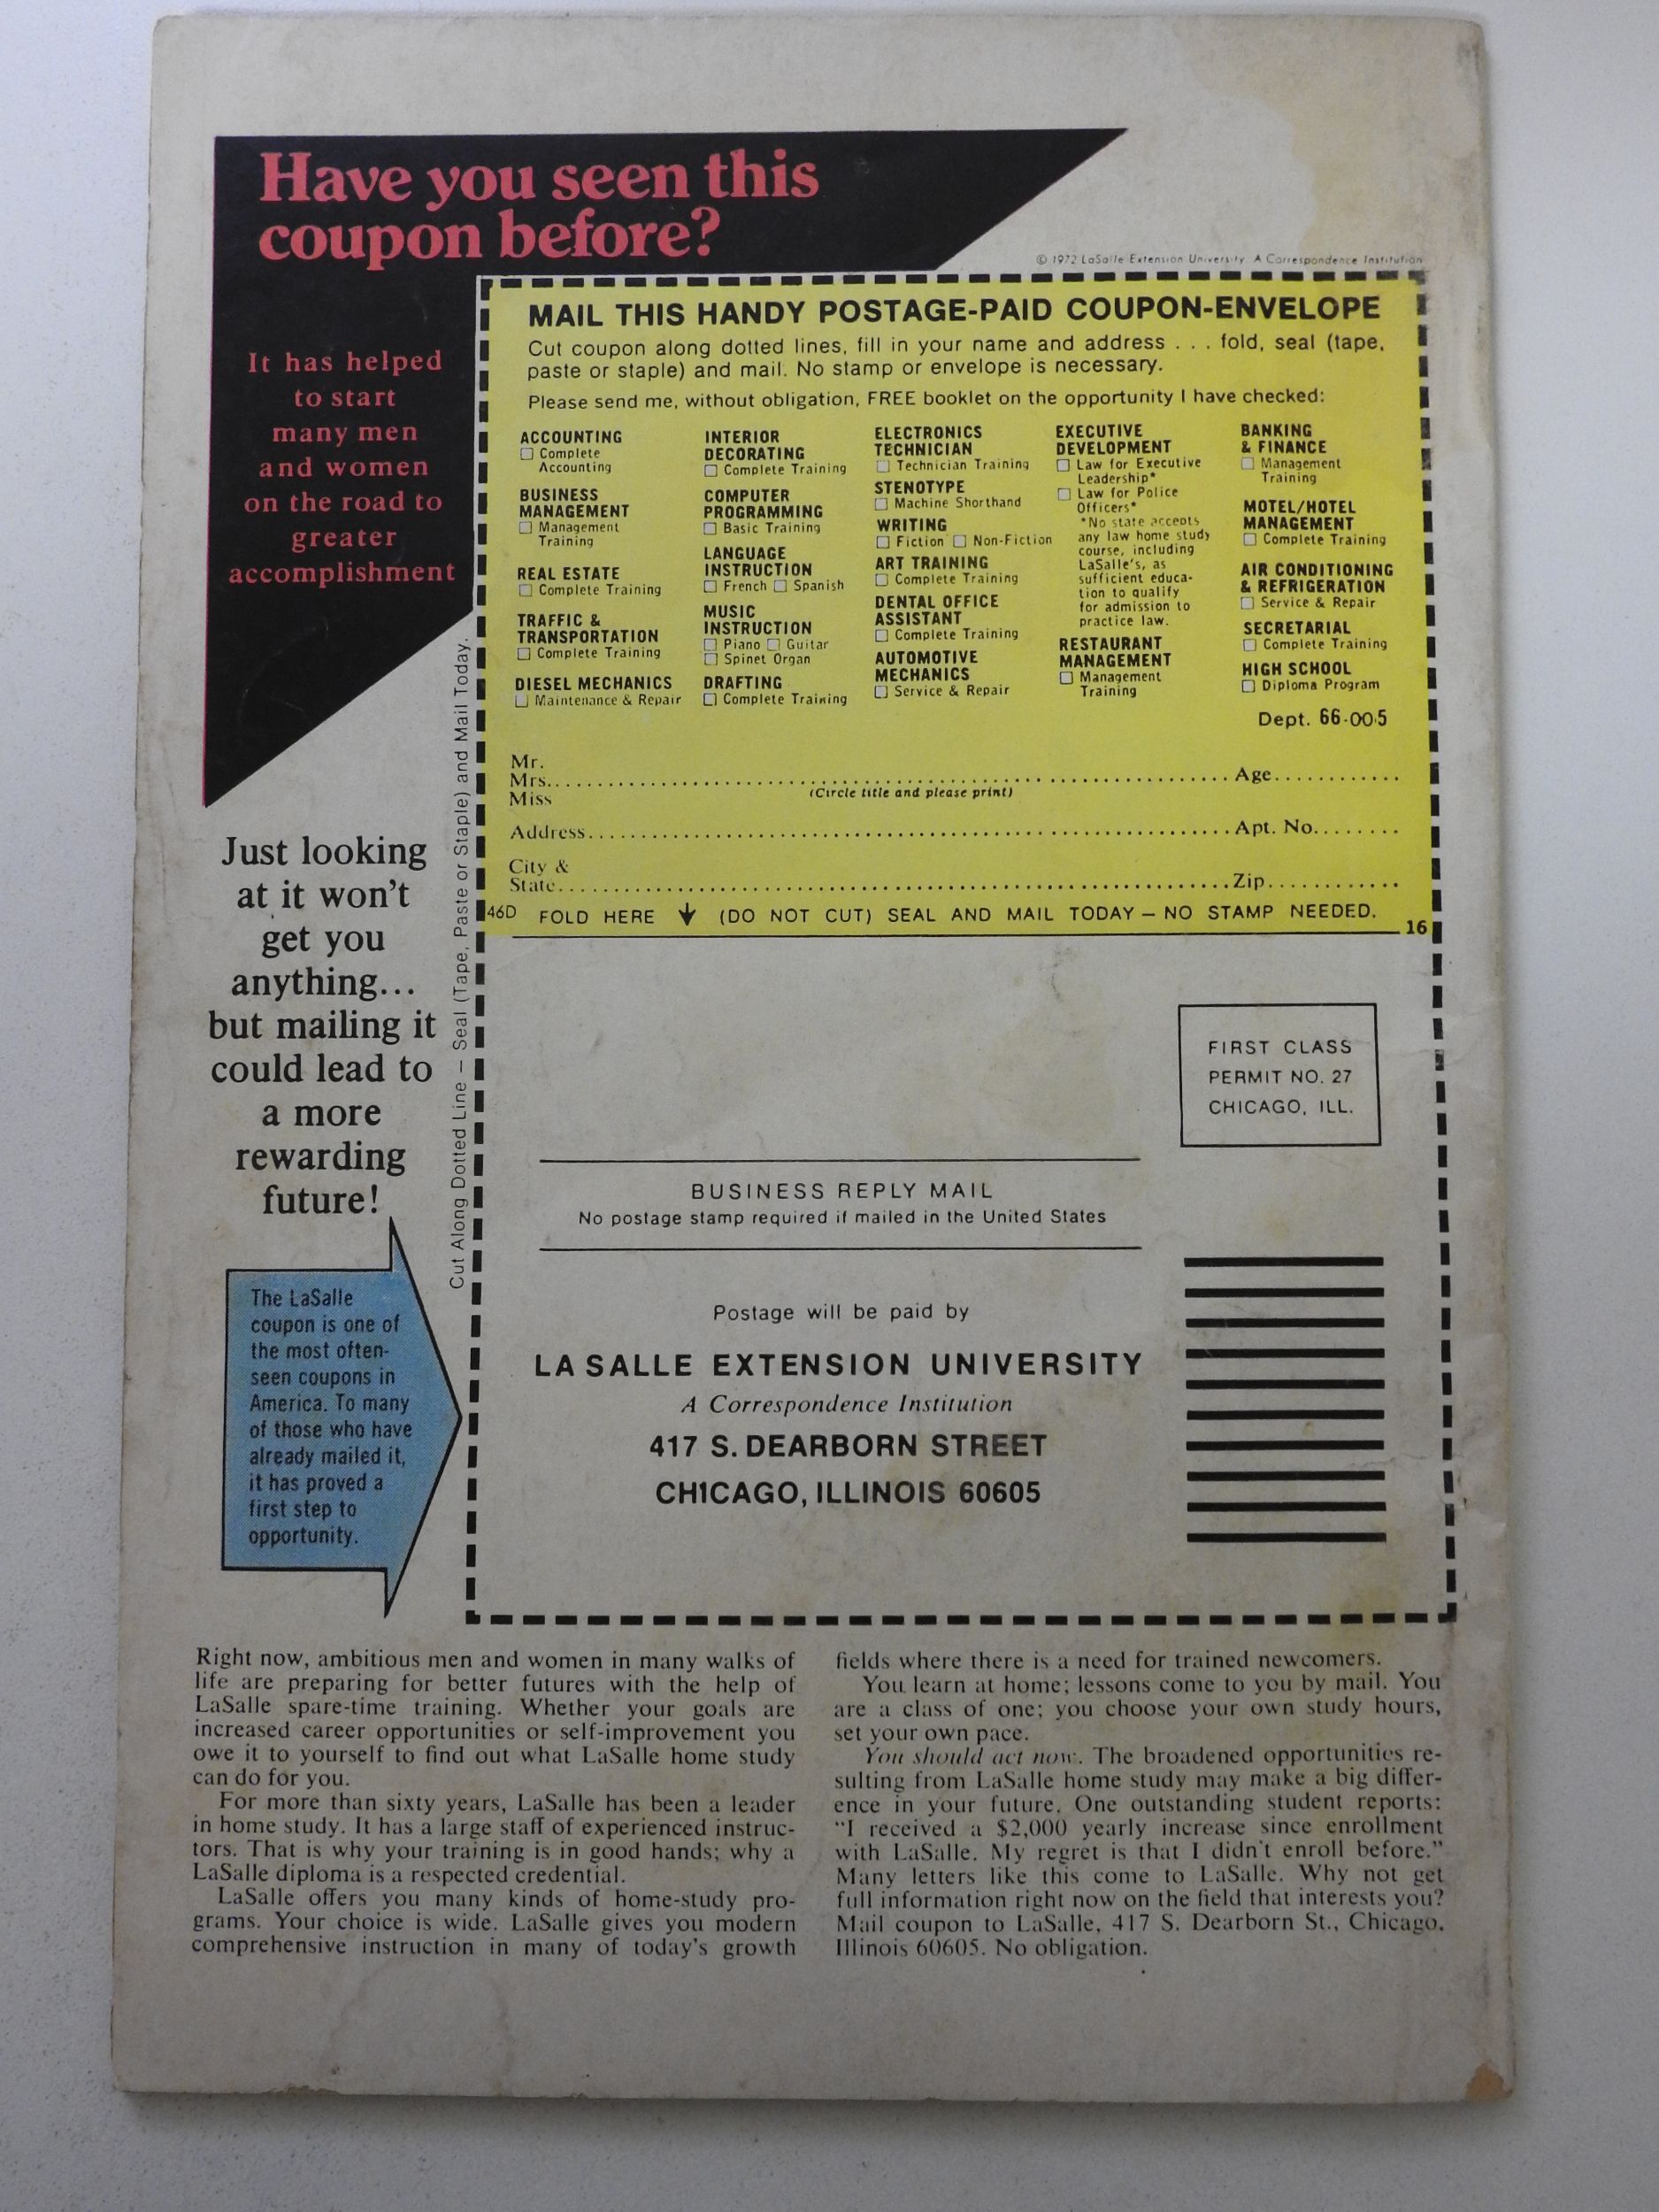 Have you seen this
coupon before?
© 1972 LaSalle Extension University. A Correspondence Institution
It has helped
to start
many men
and women
on the road to
greater
accomplishment
Just looking
at it won't
get you
anything...
but mailing it
could lead to
a more
rewarding
future!
The LaSalle
coupon is one of
the most often-
seen coupons in
America. To many
of those who have
already mailed it,
it has proved a
first step to
opportunity.
Cut Along Dotted Line – Seal (Tape, Paste or Staple) and Mail Today.
MAIL THIS HANDY POSTAGE-PAID COUPON-ENVELOPE
Cut coupon along dotted lines, fill in your name and address . . . fold, seal (tape,
paste or staple) and mail. No stamp or envelope is necessary.
Please send me, without obligation, FREE booklet on the opportunity I have checked:
ACCOUNTING
☐ Complete
Accounting
BUSINESS
MANAGEMENT
☐ Management
Training
REAL ESTATE
☐ Complete Training
TRAFFIC &
TRANSPORTATION
☐ Complete Training
DIESEL MECHANICS
☐ Maintenance & Repair
INTERIOR
DECORATING
☐ Complete Training
COMPUTER
PROGRAMMING
☐ Basic Training
LANGUAGE
INSTRUCTION
☐ French ☐ Spanish
MUSIC
INSTRUCTION
☐ Piano ☐ Guitar
☐ Spinet Organ
DRAFTING
☐ Complete Training
ELECTRONICS
TECHNICIAN
☐ Technician Training
STENOTYPE
☐ Machine Shorthand
WRITING
☐ Fiction ☐ Non-Fiction
ART TRAINING
☐ Complete Training
DENTAL OFFICE
ASSISTANT
☐ Complete Training
AUTOMOTIVE
MECHANICS
☐ Service & Repair
EXECUTIVE
DEVELOPMENT
☐ Law for Executive
Leadership*
☐ Law for Police
Officers*
*No state accepts
any law home study
course, including
LaSalle's, as
sufficient educa-
tion to qualify
for admission to
practice law.
RESTAURANT
MANAGEMENT
☐ Management
Training
BANKING
& FINANCE
☐ Management
Training
MOTEL/HOTEL
MANAGEMENT
☐ Complete Training
AIR CONDITIONING
& REFRIGERATION
☐ Service & Repair
SECRETARIAL
☐ Complete Training
HIGH SCHOOL
☐ Diploma Program
Dept. 66-005
Mr.
Mrs. Age
Miss (Circle title and please print)
Address Apt. No.
City &
State Zip
46D FOLD HERE ↓ (DO NOT CUT) SEAL AND MAIL TODAY – NO STAMP NEEDED.
16
FIRST CLASS
PERMIT NO. 27
CHICAGO, ILL.
BUSINESS REPLY MAIL
No postage stamp required if mailed in the United States
Postage will be paid by
LA SALLE EXTENSION UNIVERSITY
A Correspondence Institution
417 S. DEARBORN STREET
CHICAGO, ILLINOIS 60605
Right now, ambitious men and women in many walks of
life are preparing for better futures with the help of
LaSalle spare-time training. Whether your goals are
increased career opportunities or self-improvement you
owe it to yourself to find out what LaSalle home study
can do for you.
For more than sixty years, LaSalle has been a leader
in home study. It has a large staff of experienced instruc-
tors. That is why your training is in good hands; why a
LaSalle diploma is a respected credential.
LaSalle offers you many kinds of home-study pro-
grams. Your choice is wide. LaSalle gives you modern
comprehensive instruction in many of today's growth
fields where there is a need for trained newcomers.
You learn at home; lessons come to you by mail. You
are a class of one; you choose your own study hours,
set your own pace.
You should act now. The broadened opportunities re-
sulting from LaSalle home study may make a big differ-
ence in your future. One outstanding student reports:
"I received a $2,000 yearly increase since enrollment
with LaSalle. My regret is that I didn't enroll before."
Many letters like this come to LaSalle. Why not get
full information right now on the field that interests you?
Mail coupon to LaSalle, 417 S. Dearborn St., Chicago,
Illinois 60605. No obligation.